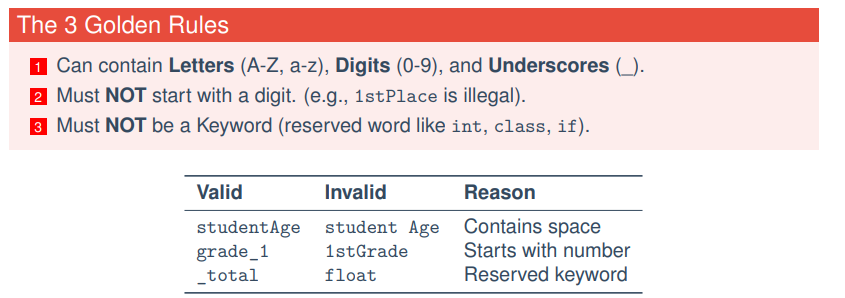 The 3 Golden Rules
1 Can contain Letters (A-Z, a-z), Digits (0-9), and Underscores (_).
2 Must NOT start with a digit. (e.g., 1stPlace is illegal).
3 Must NOT be a Keyword (reserved word like int, class, if).
Valid Invalid Reason
studentAge student Age Contains space
grade_1 1stGrade Starts with number
_total float Reserved keyword